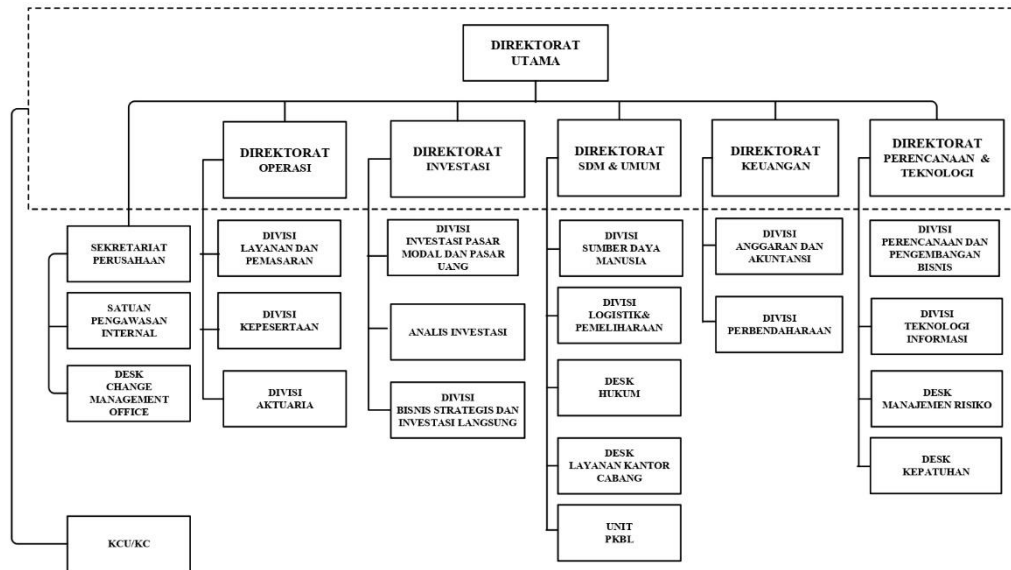 DIREKTORAT
UTAMA
DIREKTORAT
OPERASI
DIREKTORAT
INVESTASI
DIREKTORAT
SDM & UMUM
DIREKTORAT
KEUANGAN
DIREKTORAT
PERENCANAAN &
TEKNOLOGI
SEKRETARIAT
PERUSAHAAN
SATUAN
PENGAWASAN
INTERNAL
DESK
CHANGE
MANAGEMENT
OFFICE
KCU/KC
DIVISI
LAYANAN DAN
PEMASARAN
DIVISI
KEPESERTAAN
DIVISI
AKTUARIA
DIVISI
INVESTASI PASAR
MODAL DAN PASAR
UANG
ANALIS INVESTASI
DIVISI
BISNIS STRATEGIS DAN
INVESTASI LANGSUNG
DIVISI
SUMBER DAYA
MANUSIA
DIVISI
LOGISTIK&
PEMELIHARAAN
DESK
HUKUM
DESK
LAYANAN KANTOR
CABANG
UNIT
PKBL
DIVISI
ANGGARAN DAN
AKUNTANSI
DIVISI
PERBENDAHARAAN
DIVISI
PERENCANAAN DAN
PENGEMBANGAN
BISNIS
DIVISI
TEKNOLOGI
INFORMASI
DESK
MANAJEMEN RISIKO
DESK
KEPATUHAN